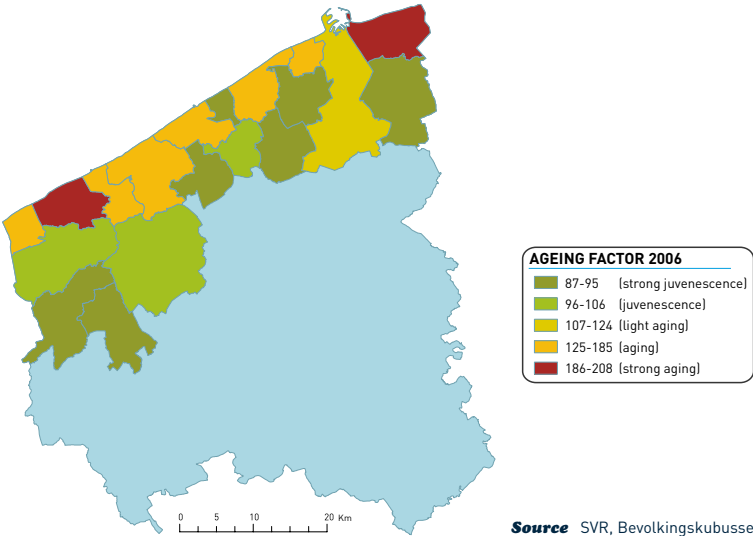 AGEING FACTOR 2006
87-95 (strong juvenescence)
96-106 (juvenescence)
107-124 (light aging)
125-185 (aging)
186-208 (strong aging)
0 5 10 20 Km
Source SVR, Bevolkingskubusse